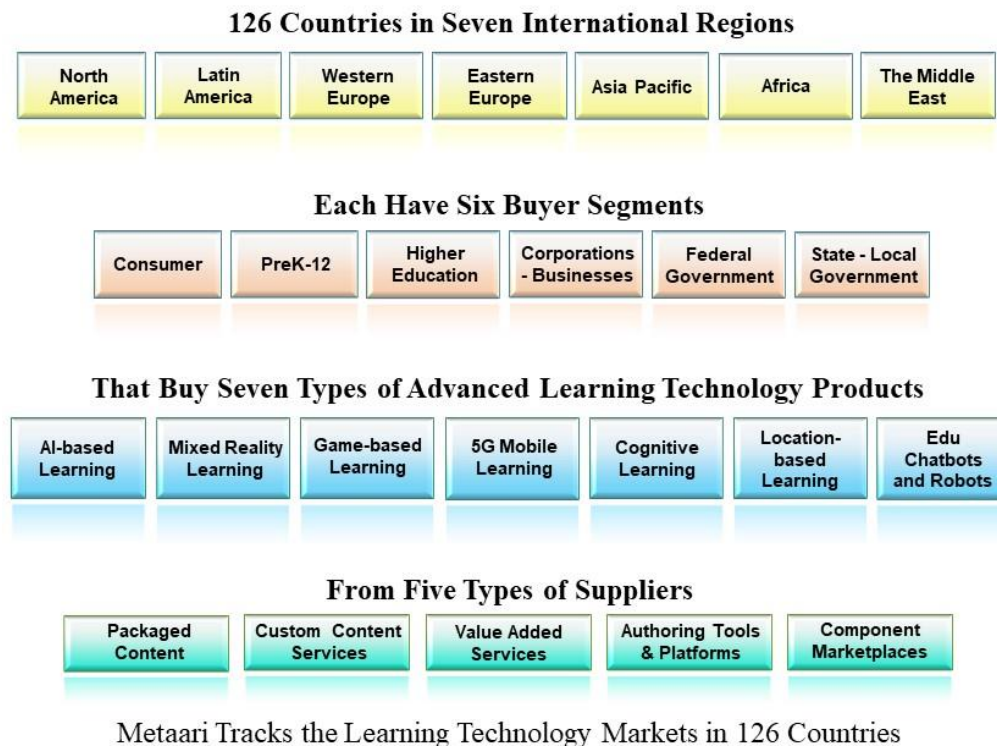 126 Countries in Seven International Regions
North
America
Latin
America
Western
Europe
Eastern
Europe
Asia Pacific
Africa
The Middle
East
Each Have Six Buyer Segments
Consumer
PreK-12
Higher
Education
Corporations
- Businesses
Federal
Government
State - Local
Government
That Buy Seven Types of Advanced Learning Technology Products
AI-based
Learning
Mixed Reality
Learning
Game-based
Learning
5G Mobile
Learning
Cognitive
Learning
Location-
based
Learning
Edu
Chatbots
and Robots
From Five Types of Suppliers
Packaged
Content
Custom Content
Services
Value Added
Services
Authoring Tools
& Platforms
Component
Marketplaces
Metaari Tracks the Learning Technology Markets in 126 Countries